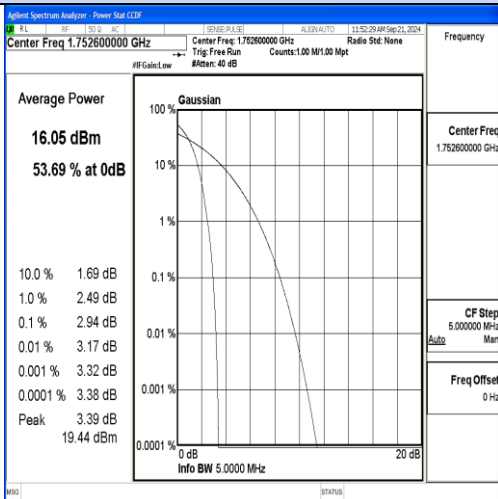 Agilent Spectrum Analyzer - Power Stat CCDF
RL RF 50 Ω AC SENSE:PULSE ALIGNAUTO 11:52:29 AM Sep 21, 2024
Center Freq 1.752600000 GHz
Center Freq: 1.752600000 GHz Radio Std: None
Trig: Free Run Counts:1.00 M/1.00 Mpt
#IFGain:Low #Atten: 40 dB
Frequency
Average Power
16.05 dBm
53.69 % at 0dB
10.0 % 1.69 dB
1.0 % 2.49 dB
0.1 % 2.94 dB
0.01 % 3.17 dB
0.001 % 3.32 dB
0.0001 % 3.38 dB
Peak 3.39 dB
19.44 dBm
Gaussian
100 %
10 %
1 %
0.1 %
0.01 %
0.001 %
0.0001 %
0 dB 20 dB
Info BW 5.0000 MHz
Center Freq
1.752600000 GHz
CF Step
5.000000 MHz
Auto Man
Freq Offset
0 Hz
MSG STATUS